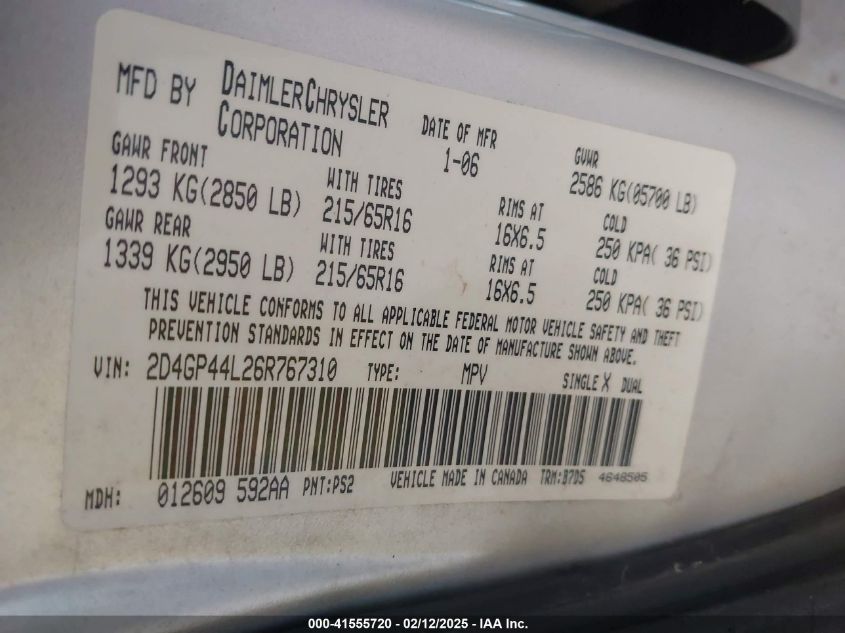 MFD BY DAIMLERCHRYSLER CORPORATION
DATE OF MFR 1-06
GVWR 2586 KG(05700 LB)
GAWR FRONT
1293 KG(2850 LB) WITH TIRES 215/65R16 RIMS AT 16X6.5 COLD 250 KPA( 36 PSI)
GAWR REAR
1339 KG(2950 LB) WITH TIRES 215/65R16 RIMS AT 16X6.5 COLD 250 KPA( 36 PSI)
THIS VEHICLE CONFORMS TO ALL APPLICABLE FEDERAL MOTOR VEHICLE SAFETY AND THEFT
PREVENTION STANDARDS IN EFFECT ON THE DATE OF MANUFACTURE SHOWN ABOVE.
VIN: 2D4GP44L26R767310 TYPE: MPV SINGLE X DUAL
MDH: 012609 592AA PNT:PS2 VEHICLE MADE IN CANADA TRM:B7D5 4648505
000-41555720 - 02/12/2025 - IAA Inc.